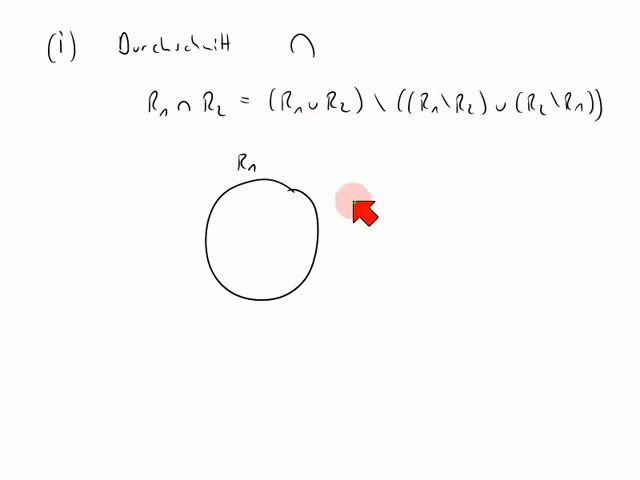 (i) Durchschnitt ∩
R₁ ∩ R₂ = (R₁ ∪ R₂) \ ((R₁ \ R₂) ∪ (R₂ \ R₁))
R₁